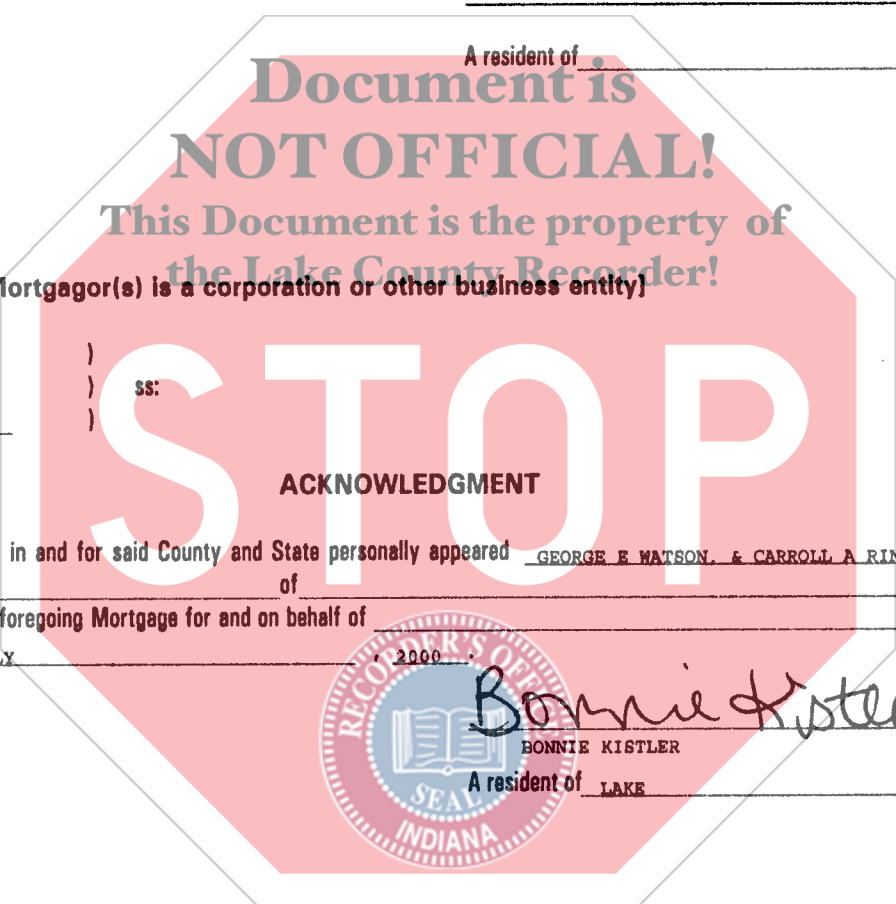 A resident of
Document is
NOT OFFICIAL!
This Document is the property of
the Lake County Recorder!
ortgagor(s) is a corporation or other business entity]
)
) ss:
)
STOP
ACKNOWLEDGMENT
in and for said County and State personally appeared GEORGE E WATSON, & CARROLL A RIN
of
foregoing Mortgage for and on behalf of
Y , 2000 .
Bonnie Kistler
BONNIE KISTLER
A resident of LAKE
RECORDER'S OFFICE
SEAL
INDIANA